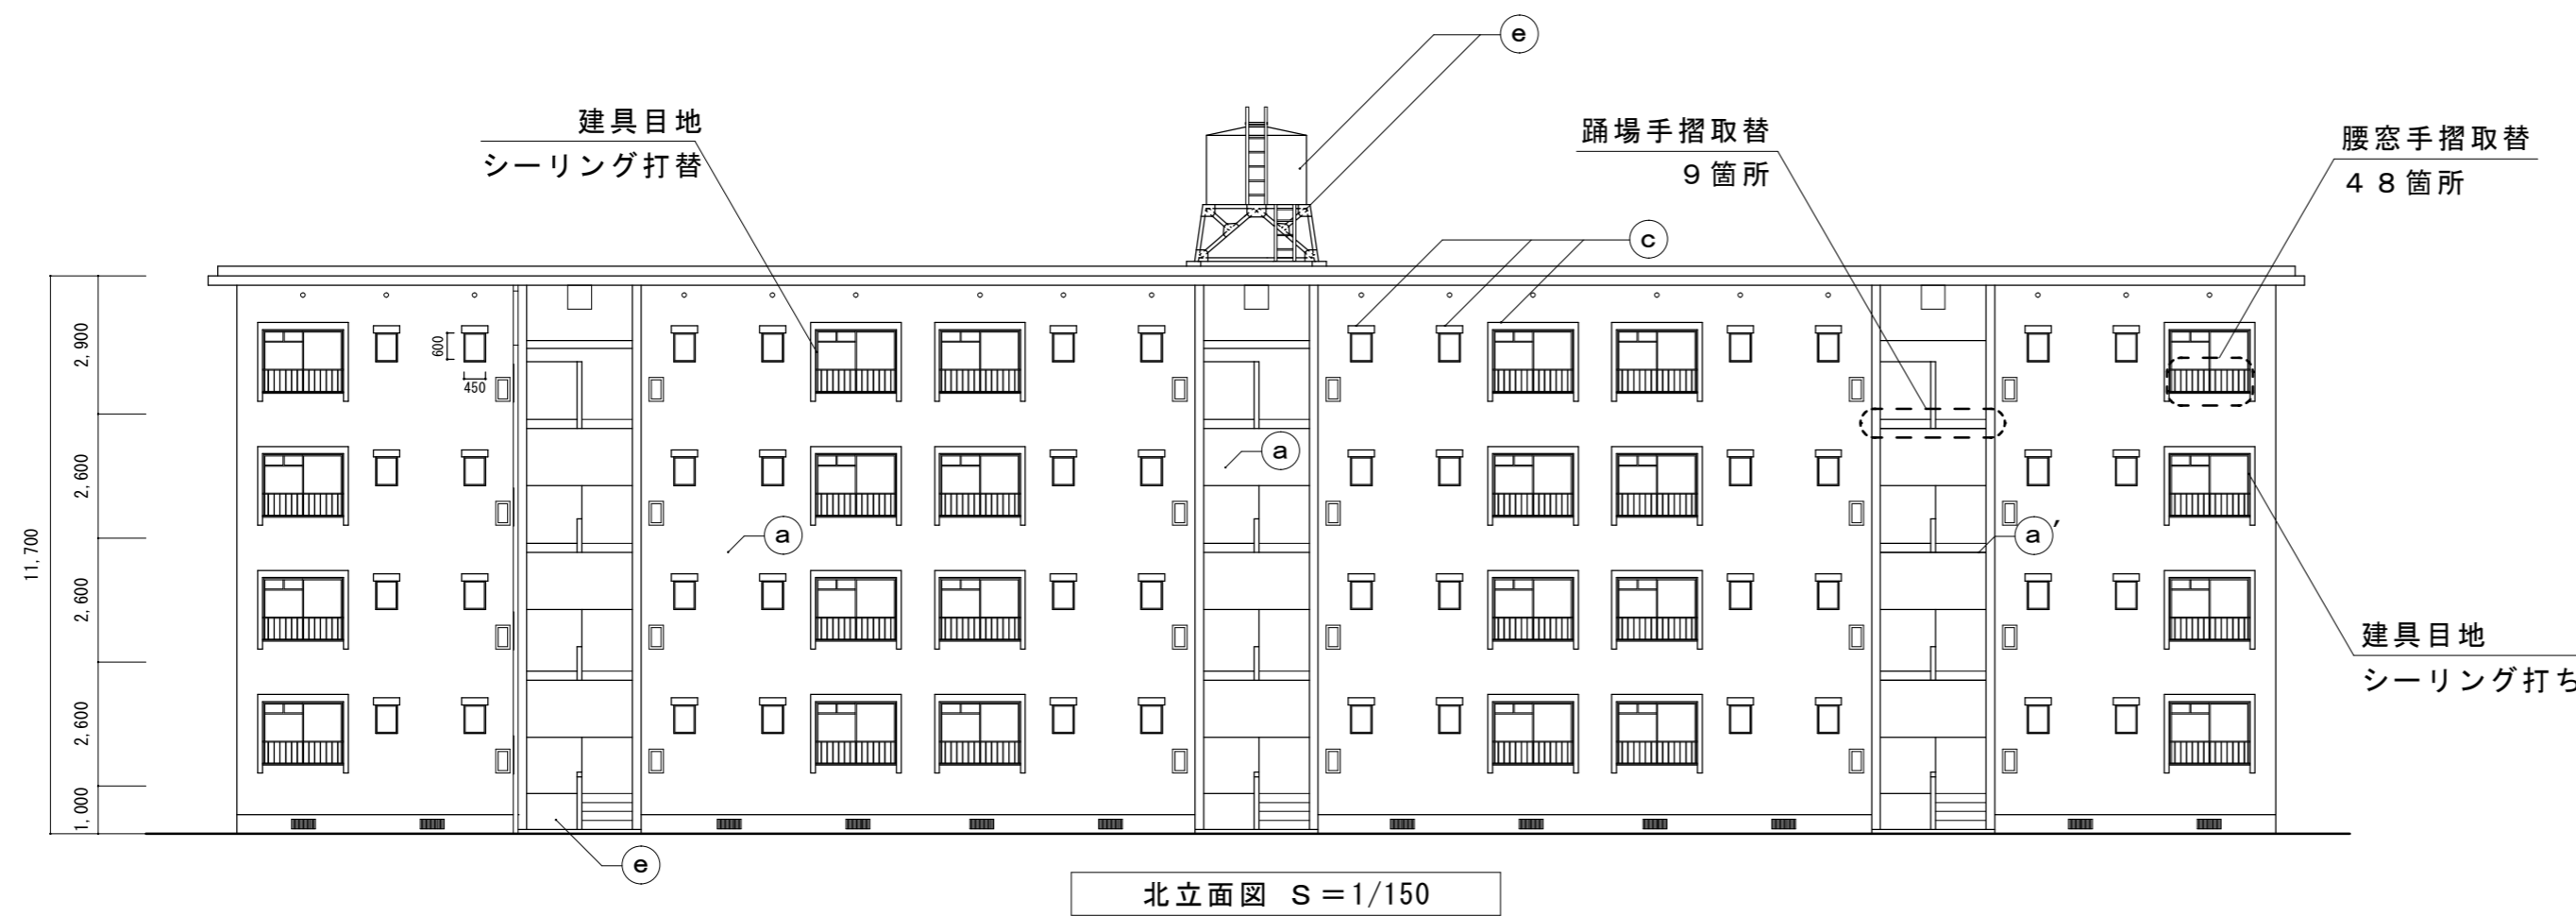 e
建具目地
シーリング打替
踊場手摺取替
９箇所
腰窓手摺取替
４８箇所
c
2,900
600
450
2,600
a
a
a′
11,700
2,600
建具目地
シーリング打ち
2,600
1,000
e
北立面図 Ｓ＝1/150